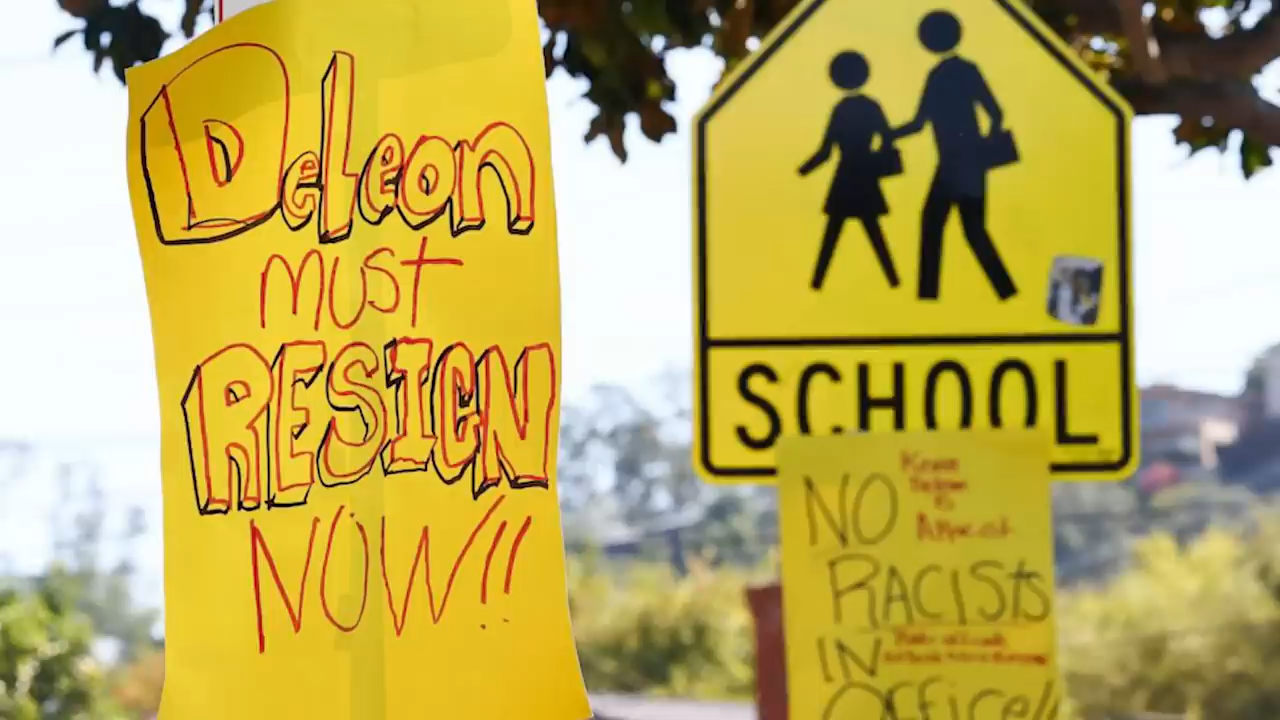 DeLeon
must
RESIGN
NOW!!
SCHOOL
NO
RACISTS
IN
OFFICE!!